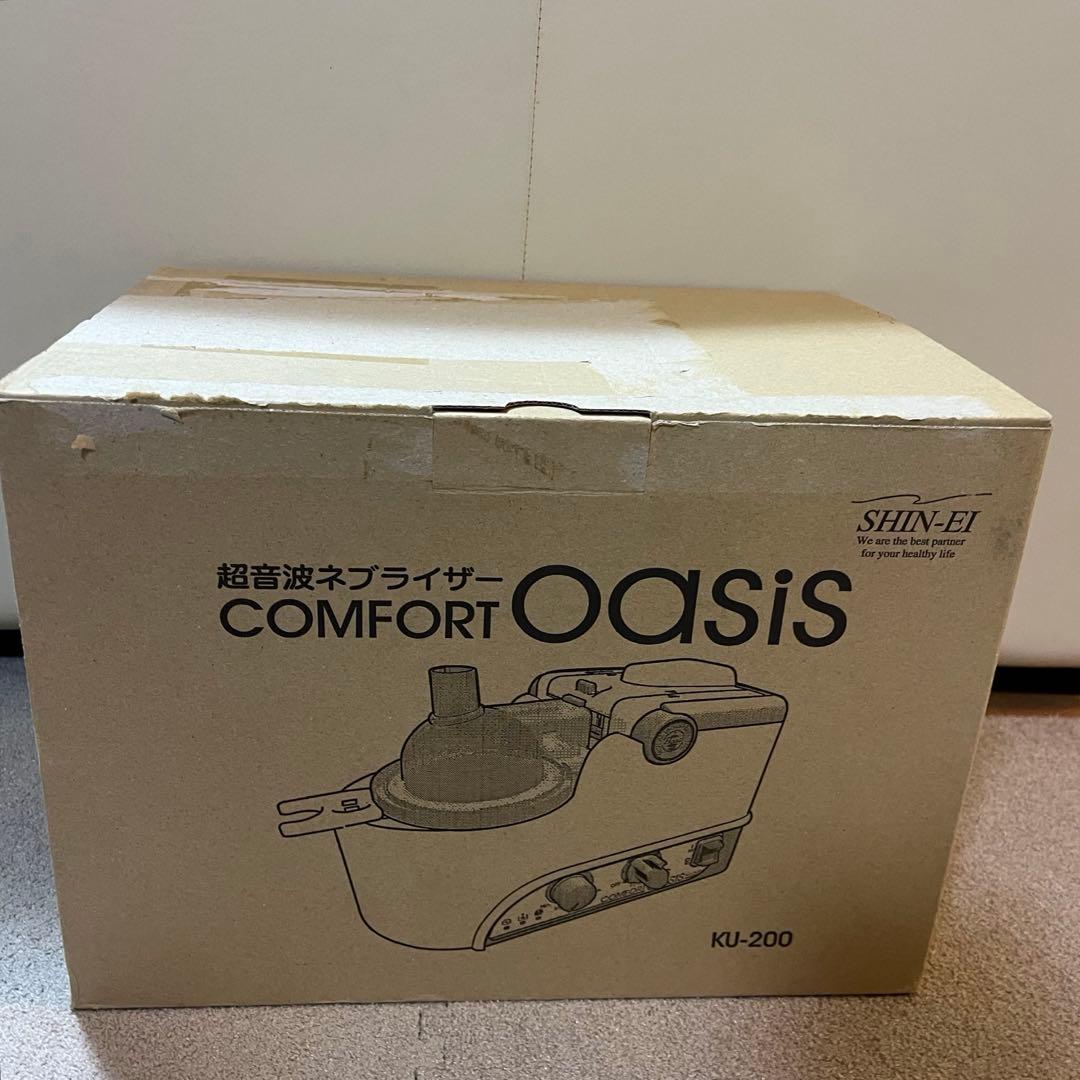 SHIN-EI
We are the best partner
for your healthy life
超音波ネブライザー
COMFORT oasis
KU-200